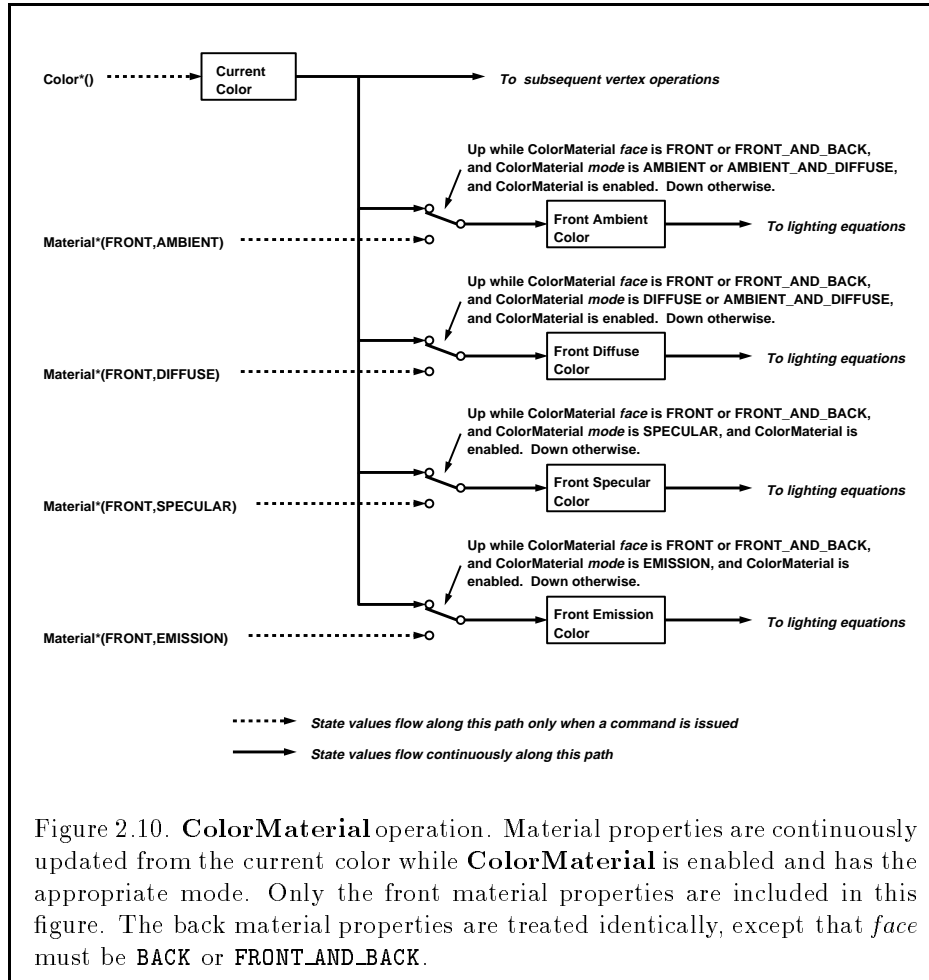 Color*()
Current
Color
To subsequent vertex operations
Up while ColorMaterial face is FRONT or FRONT_AND_BACK,
and ColorMaterial mode is AMBIENT or AMBIENT_AND_DIFFUSE,
and ColorMaterial is enabled. Down otherwise.
Material*(FRONT,AMBIENT)
Front Ambient
Color
To lighting equations
Up while ColorMaterial face is FRONT or FRONT_AND_BACK,
and ColorMaterial mode is DIFFUSE or AMBIENT_AND_DIFFUSE,
and ColorMaterial is enabled. Down otherwise.
Material*(FRONT,DIFFUSE)
Front Diffuse
Color
To lighting equations
Up while ColorMaterial face is FRONT or FRONT_AND_BACK,
and ColorMaterial mode is SPECULAR, and ColorMaterial is
enabled. Down otherwise.
Material*(FRONT,SPECULAR)
Front Specular
Color
To lighting equations
Up while ColorMaterial face is FRONT or FRONT_AND_BACK,
and ColorMaterial mode is EMISSION, and ColorMaterial is
enabled. Down otherwise.
Material*(FRONT,EMISSION)
Front Emission
Color
To lighting equations
State values flow along this path only when a command is issued
State values flow continuously along this path
Figure 2.10. ColorMaterial operation. Material properties are continuously
updated from the current color while ColorMaterial is enabled and has the
appropriate mode. Only the front material properties are included in this
figure. The back material properties are treated identically, except that face
must be BACK or FRONT_AND_BACK.